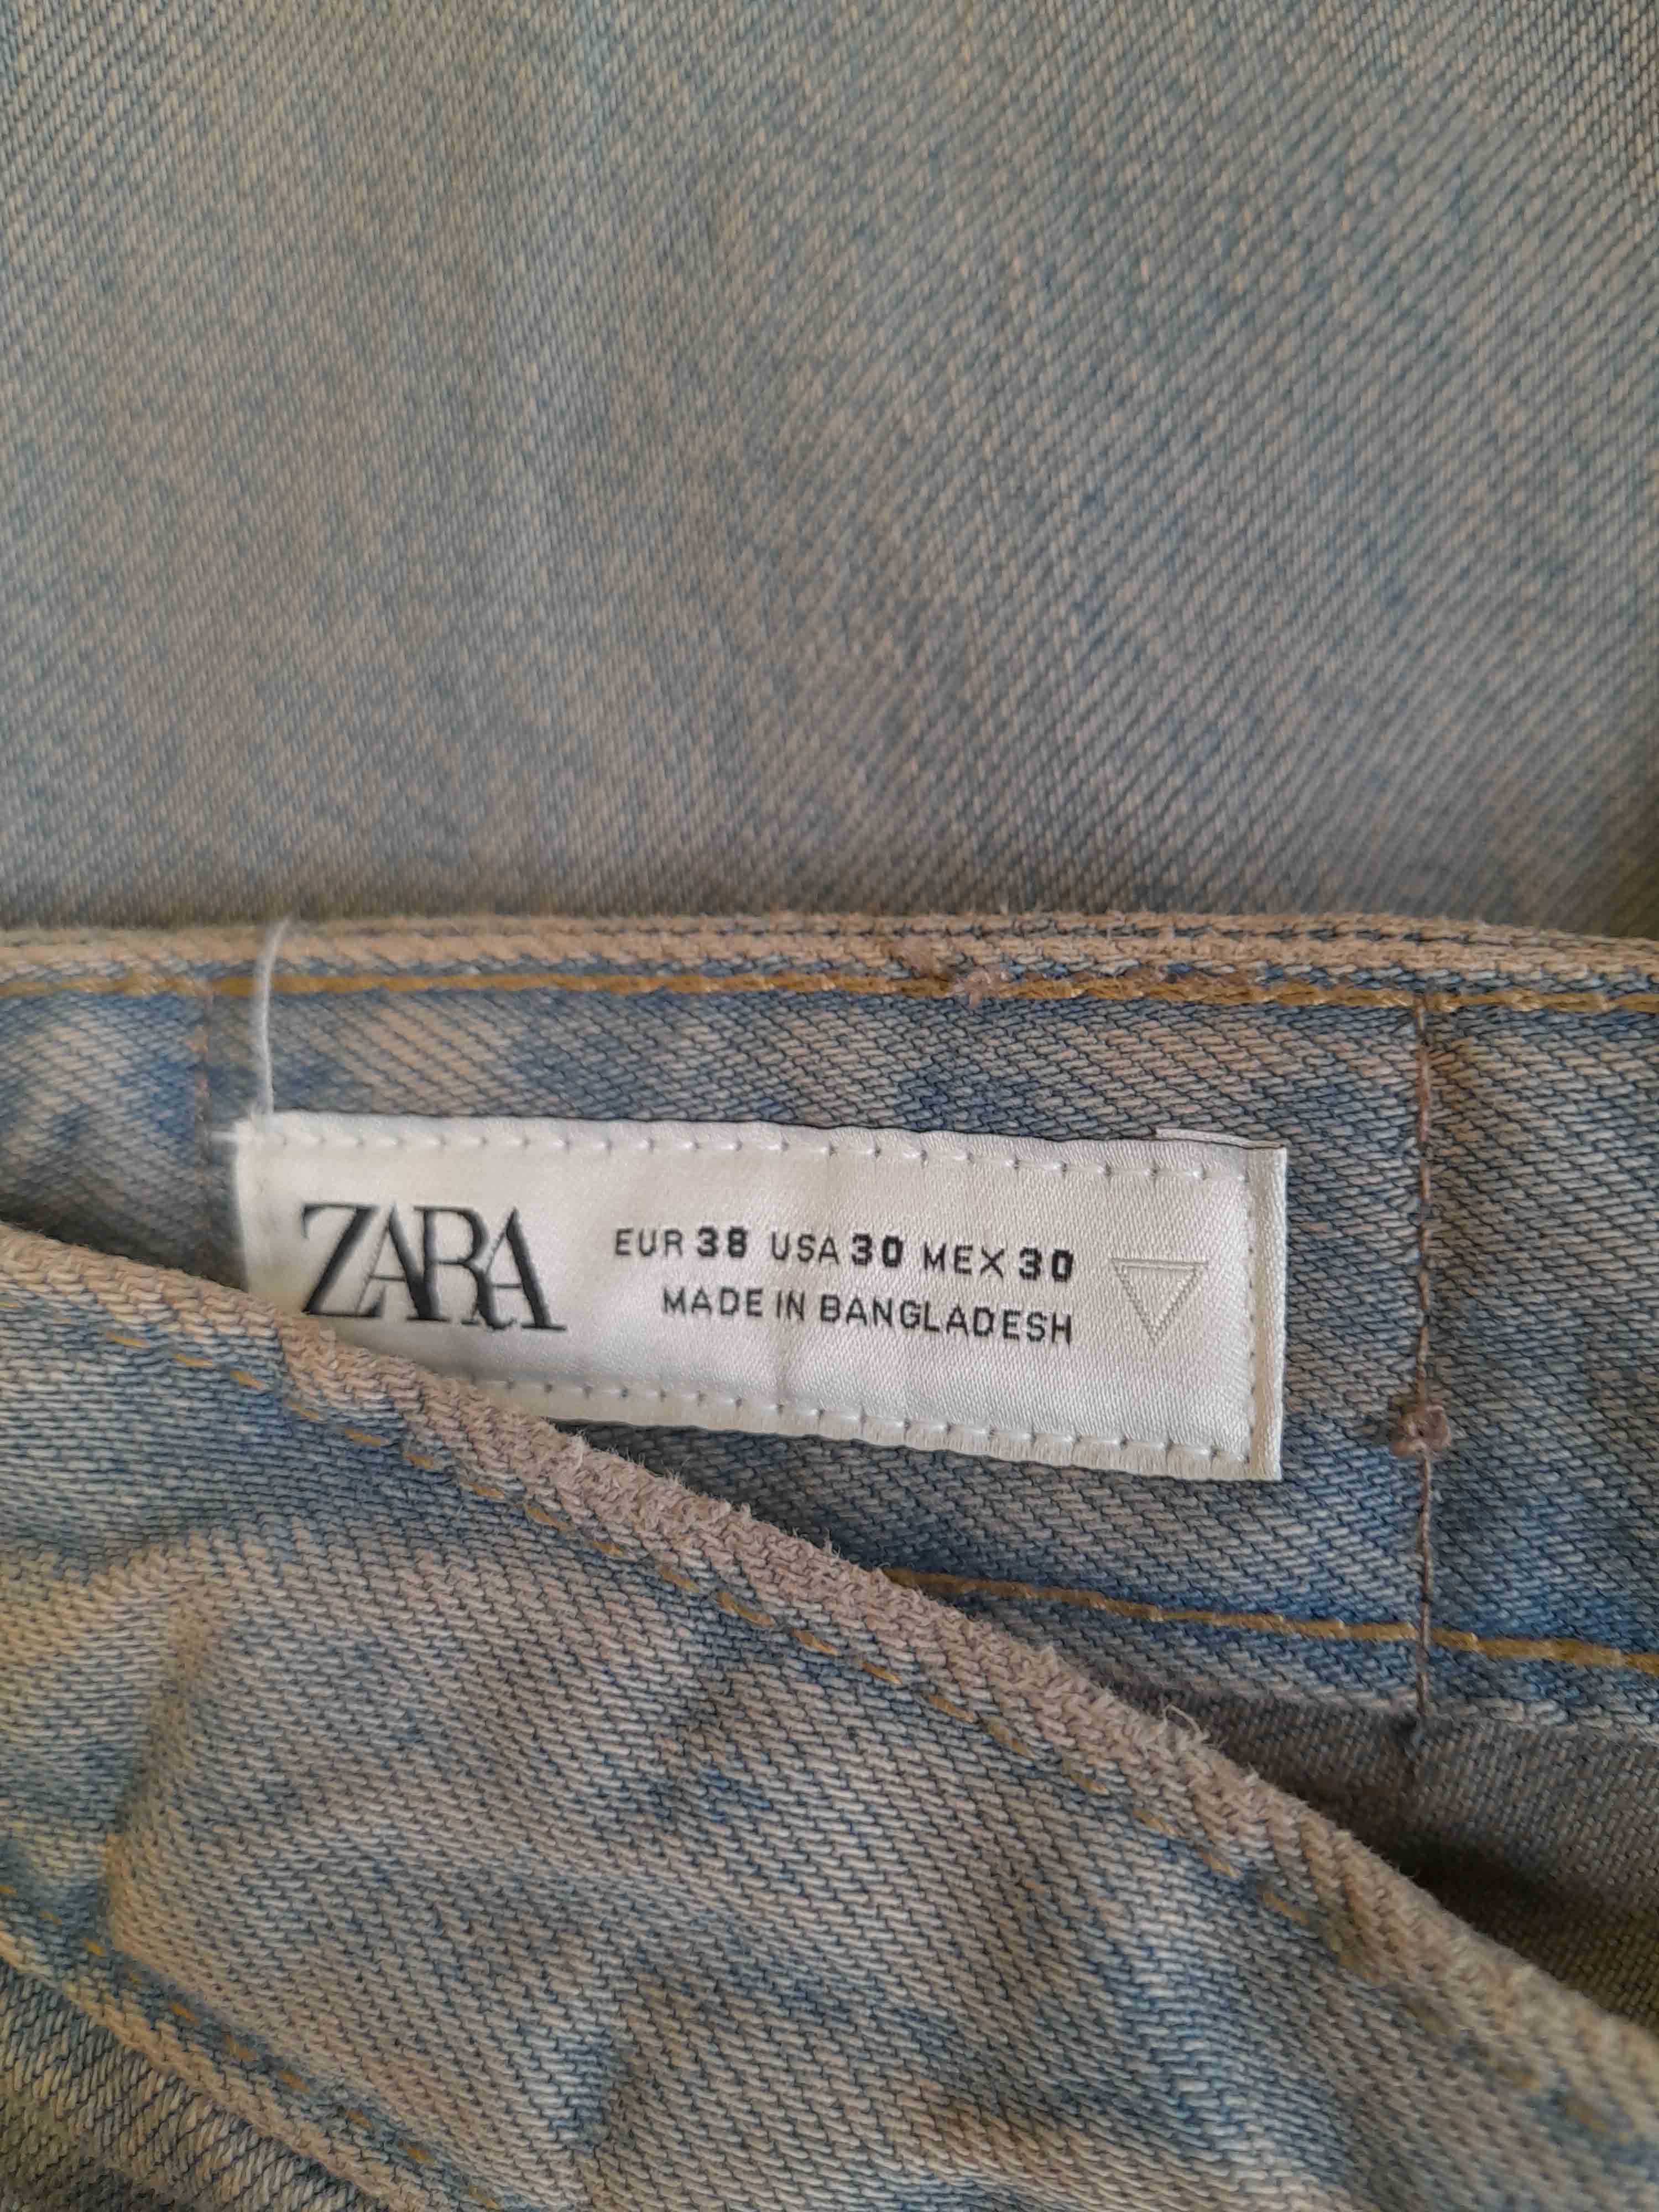 ZARA
EUR 38 USA 30 MEX 30
MADE IN BANGLADESH